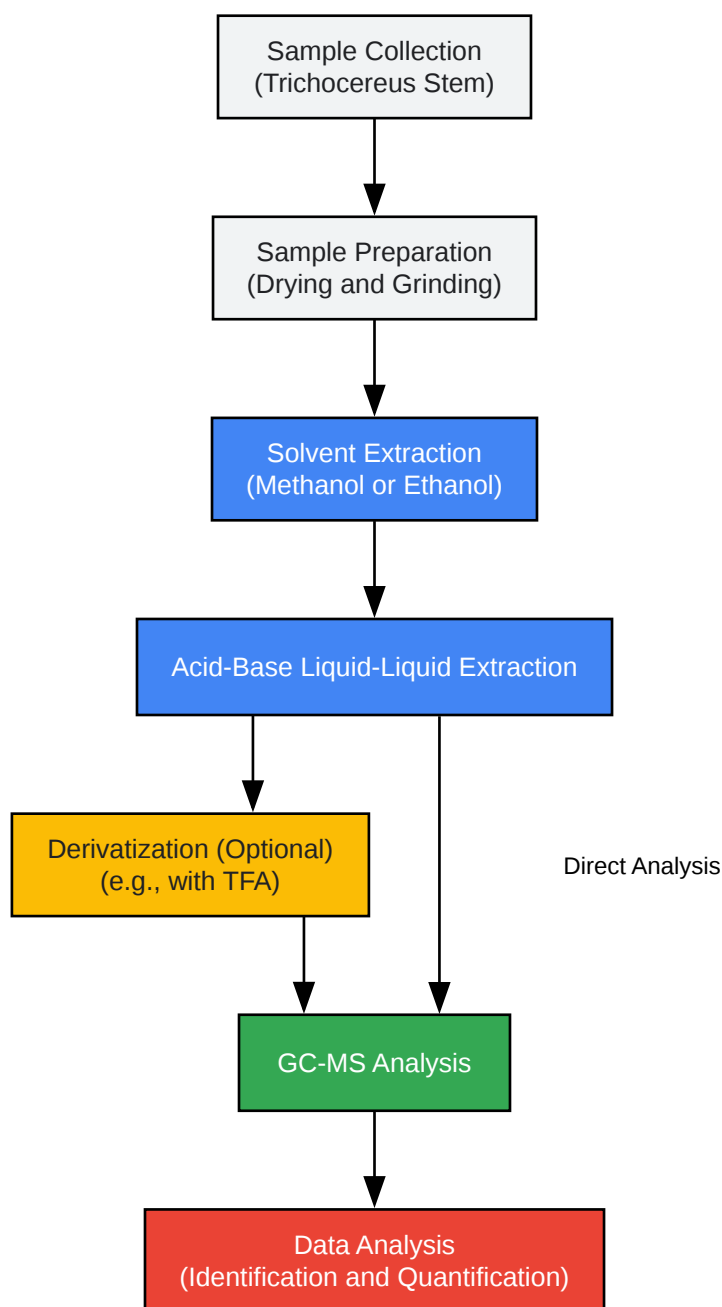 Sample Collection
(Trichocereus Stem)
Sample Preparation
(Drying and Grinding)
Solvent Extraction
(Methanol or Ethanol)
Acid-Base Liquid-Liquid Extraction
Derivatization (Optional)
(e.g., with TFA)
Direct Analysis
GC-MS Analysis
Data Analysis
(Identification and Quantification)